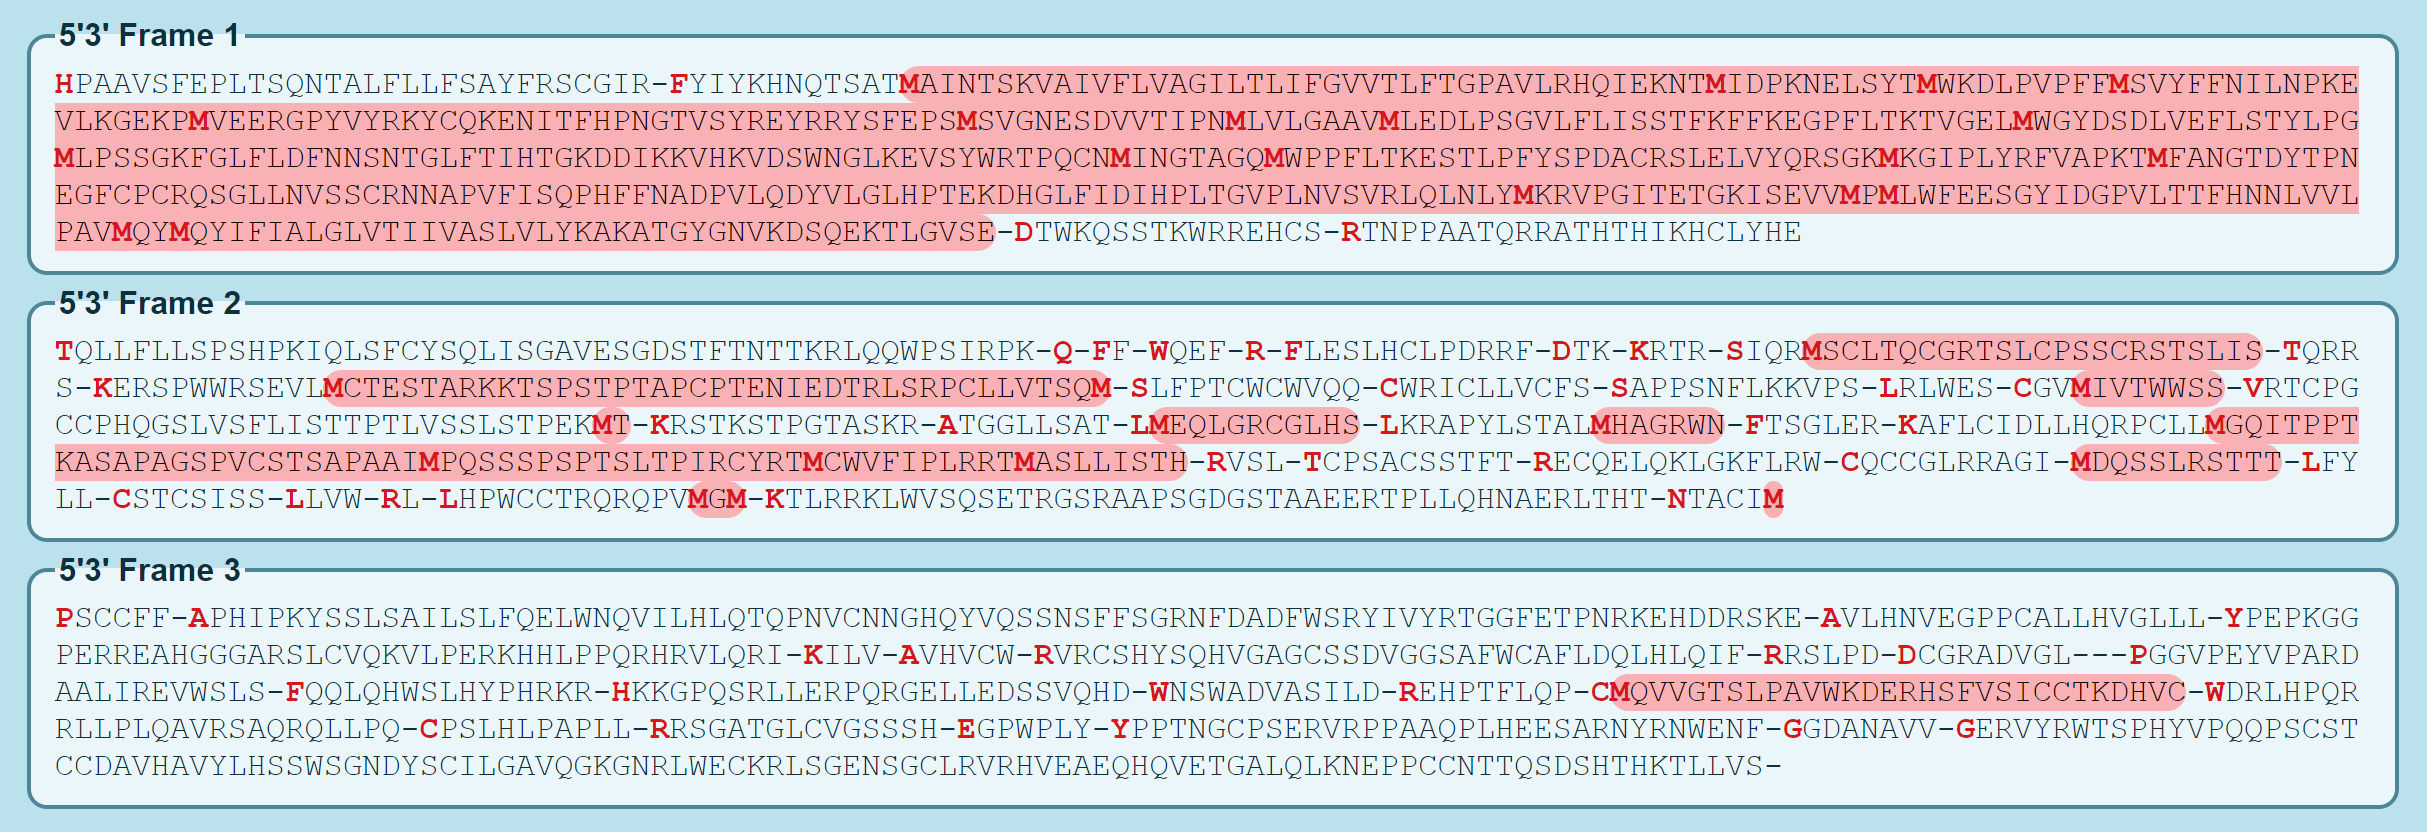 5'3' Frame 1
HPAAVSFEPLTSQNTALFLLFSAYFRSCGIR-FYIYKHNQTSATMAINTSKVAIVFLVAGILTLIFGVVTLFTGPAVLRHQIEKNTMIDPKNELSYTMWKDLPVPFFMSVYFFNILNPKE
VLKGEKPMVEERGPYVYRKYCQKENITFHPNGTVSYREYRRYSFEPSMSVGNESDVVTIPNMLVLGAAVMLEDLPSGVLFLISSTFKFFKEGPFLTKTVGELMWGYDSDLVEFLSTYLPG
MLPSSGKFGLFLDFNNSNTGLFTIHTGKDDIKKVHKVDSWNGLKEVSYWRTPQCNMINGTAGQMWPPFLTKESTLPFYSPDACRSLELVYQRSGKMKGIPLYRFVAPKTMFANGTDYTPN
EGFCPCRQSGLLNVSSCRNNAPVFISQPHFFNADPVLQDYVLGLHPTEKDHGLFIDIHPLTGVPLNVSVRLQLNLYMKRVPGITETGKISEVVMPMLWFEESGYIDGPVLTTFHNNLVVL
PAVMQYMQYIFIALGLVTIIVASLVLYKAKATGYGNVKDSQEKTLGVSE-DTWKQSSTKWRREHCS-RTNPPAATQRRATHTHIKHCLYHE
5'3' Frame 2
TQLLFLLSPSHPKIQLSFCYSQLISGAVESGDSTFTNTTKRLQQWPSIRPK-Q-FF-WQEF-R-FLESLHCLPDRRF-DTK-KRTR-SIQRMSCLTQCGRTSLCPSSCRSTSLIS-TQRR
S-KERSPWWRSEVLMCTESTARKKTSPSTPTAPCPTENIEDTRLSRPCLLVTSQM-SLFPTCWCWVQQ-CWRICLLVCFS-SAPPSNFLKKVPS-LRLWES-CGVMIVTWWSS-VRTCPG
CCPHQGSLVSFLISTTPTLVSSLSTPEKMT-KRSTKSTPGTASKR-ATGGLLSAT-LMEQLGRCGLHS-LKRAPYLSTALMHAGRWN-FTSGLER-KAFLCIDLLHQRPCLLMGQITPPT
KASAPAGSPVCSTSAPAAIMPQSSSPSPTSLTPIRCYRTMCWVFIPLRRTMASLLISTH-RVSL-TCPSACSSTFT-RECQELQKLGKFLRW-CQCCGLRRAGI-MDQSSLRSTTT-LFY
LL-CSTCSISS-LLVW-RL-LHPWCCTRQRQPVMGM-KTLRRKLWVSQSETRGSRAAPSGDGSTAAEERTPLLQHNAERLTHT-NTACIM
5'3' Frame 3
PSCCFF-APHIPKYSSLSAILSLFQELWNQVILHLQTQPNVCNNGHQYVQSSNSFFSGRNFDADFWSRYIVYRTGGFETPNRKEHDDRSKE-AVLHNVEGPPCALLHVGLLL-YPEPKGG
PERREAHGGGARSLCVQKVLPERKHHLPPQRHRVLQRI-KILV-AVHVCW-RVRCSHYSQHVGAGCSSDVGGSAFWCAFLDQLHLQIF-RRSLPD-DCGRADVGL---PGGVPEYVPARD
AALIREVWSLS-FQQLQHWSLHYPHRKR-HKKGPQSRLLERPQRGELLEDSSVQHD-WNSWADVASILD-REHPTFLQP-CMQVVGTSLPAVWKDERHSFVSICCTKDHVC-WDRLHPQR
RLLPLQAVRSAQRQLLPQ-CPSLHLPAPLL-RRSGATGLCVGSSSH-EGPWPLY-YPPTNGCPSERVRPPAAQPLHEESARNYRNWENF-GGDANAVV-GERVYRWTSPHYVPQQPSCST
CCDAVHAVYLHSSWSGNDYSCILGAVQGKGNRLWECKRLSGENSGCLRVRHVEAEQHQVETGALQLKNEPPCCNTTQSDSHTHKTLLVS-